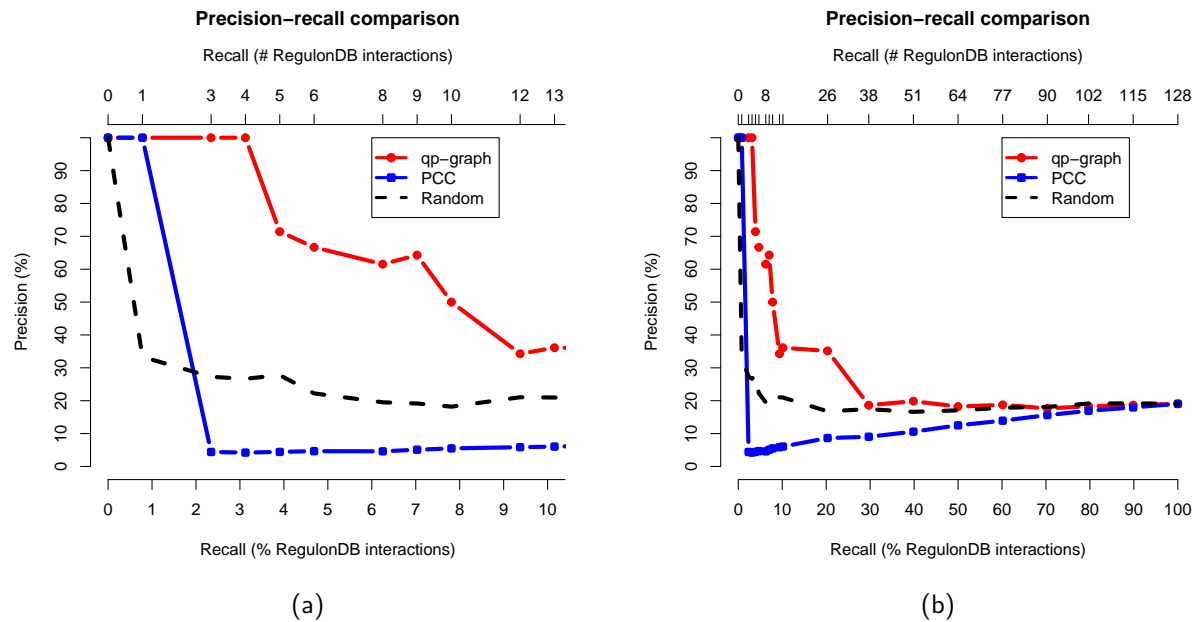 Precision−recall comparison
Recall (# RegulonDB interactions)
0 1 3 4 5 6 8 9 10 12 13
Precision (%)
0 10 20 30 40 50 60 70 80 90
qp−graph
PCC
Random
0 1 2 3 4 5 6 7 8 9 10
Recall (% RegulonDB interactions)
(a)
Precision−recall comparison
Recall (# RegulonDB interactions)
0 8 26 38 51 64 77 90 102 115 128
Precision (%)
0 10 20 30 40 50 60 70 80 90
qp−graph
PCC
Random
0 10 20 30 40 50 60 70 80 90 100
Recall (% RegulonDB interactions)
(b)